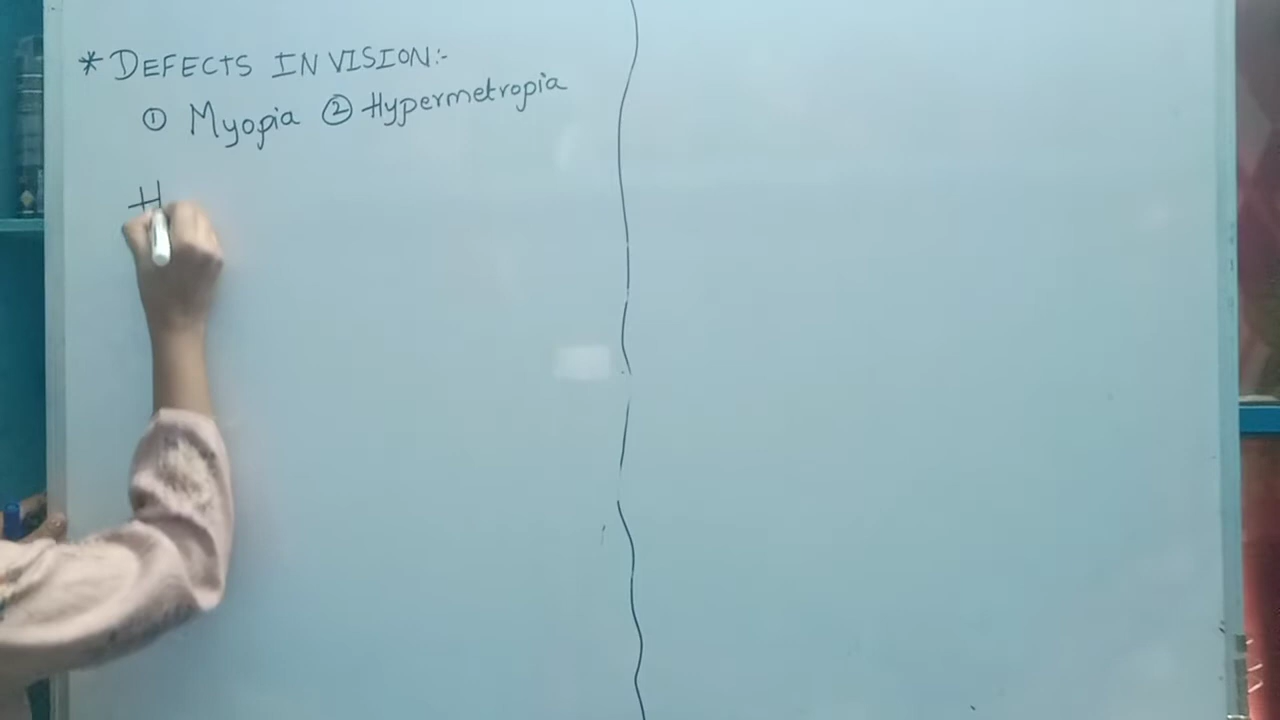 * DEFECTS IN VISION:-
① Myopia ② Hypermetropia
H